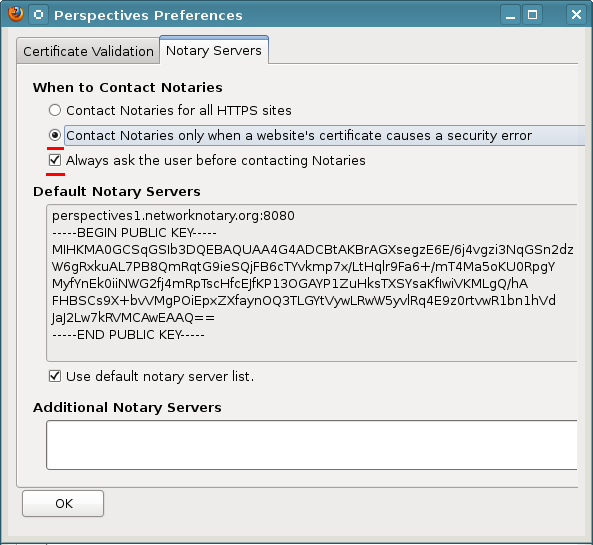 Perspectives Preferences
Certificate Validation
Notary Servers
When to Contact Notaries
Contact Notaries for all HTTPS sites
Contact Notaries only when a website's certificate causes a security error
Always ask the user before contacting Notaries
Default Notary Servers
perspectives1.networknotary.org:8080
-----BEGIN PUBLIC KEY-----
MIHKMA0GCSqGSIb3DQEBAQUAA4G4ADCBtAKBrAGXsegzE6E/6j4vgzi3NqGSn2dz
W6gRxkuAL7PB8QmRqtG9ieSQjFB6cTYvkmp7x/LtHqlr9Fa6+/mT4Ma5oKU0RpgY
MyfYnEk0iiNWG2fj4mRpTscHfcEJfKP13OGAYP1ZuHksTXSYsaKfIwiVKMLgQ/hA
FHBSCs9X+bvVMgPOiEpxZXfaynOQ3TLGYtVywLRwW5yvlRq4E9z0rtvwR1bn1hVd
JaJ2Lw7kRVMCAwEAAQ==
-----END PUBLIC KEY-----
Use default notary server list.
Additional Notary Servers
OK